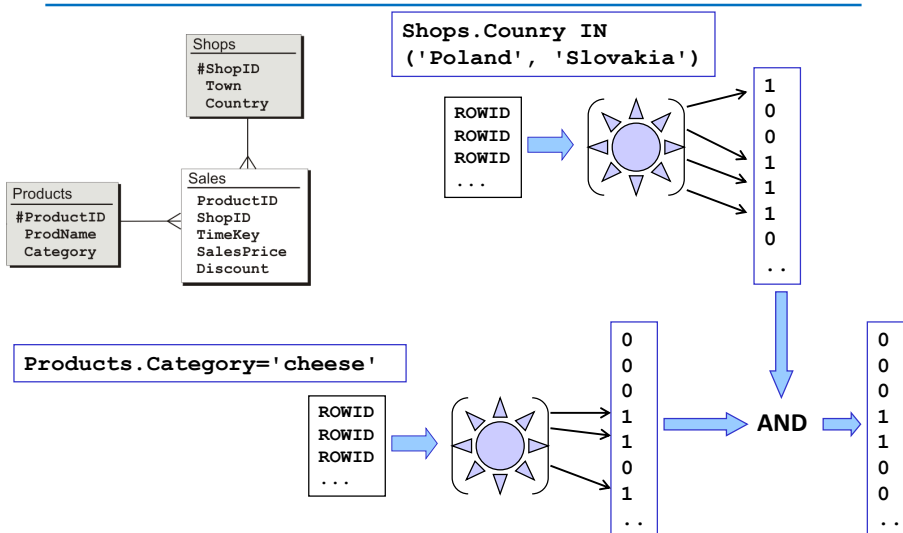 Shops
#ShopID
Town
Country
Shops.Counry IN
('Poland', 'Slovakia')
ROWID
ROWID
ROWID
...
1
0
0
1
1
1
0
..
Products
#ProductID
ProdName
Category
Sales
ProductID
ShopID
TimeKey
SalesPrice
Discount
Products.Category='cheese'
ROWID
ROWID
ROWID
...
0
0
0
1
1
0
1
..
AND
0
0
0
1
1
0
0
..